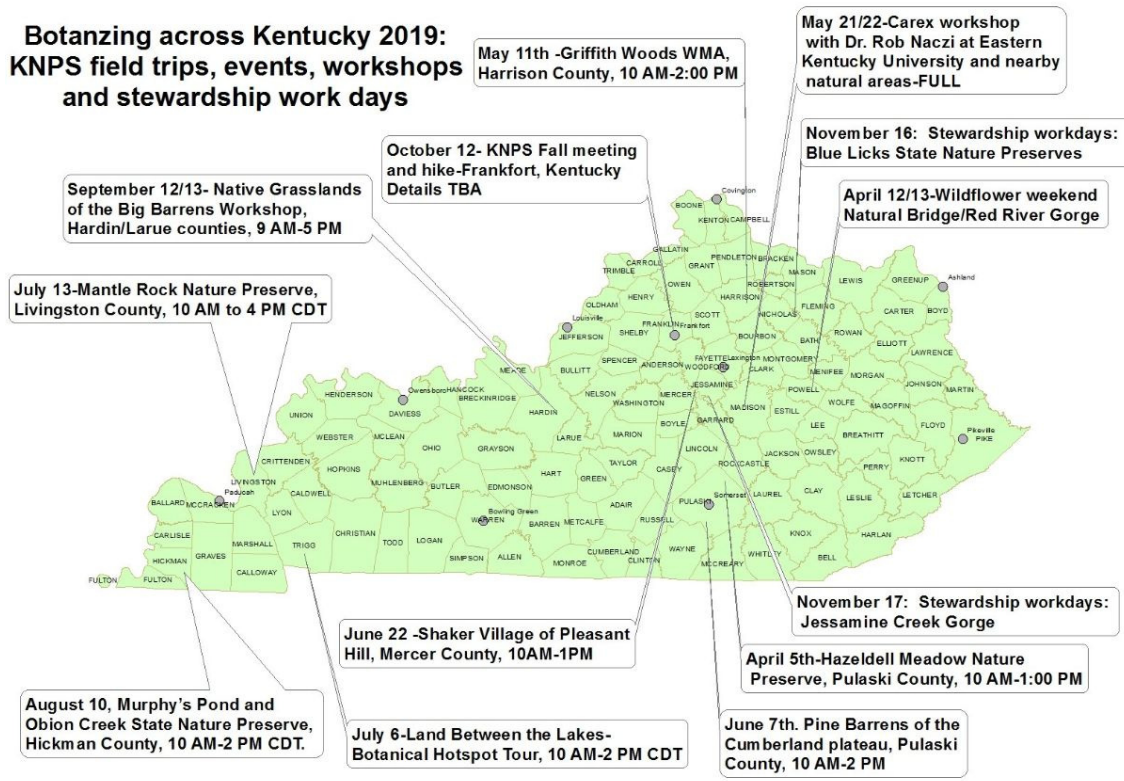 Botanzing across Kentucky 2019:
KNPS field trips, events, workshops
and stewardship work days
May 11th -Griffith Woods WMA,
Harrison County, 10 AM-2:00 PM
May 21/22-Carex workshop
with Dr. Rob Naczi at Eastern
Kentucky University and nearby
natural areas-FULL
October 12- KNPS Fall meeting
and hike-Frankfort, Kentucky
Details TBA
November 16: Stewardship workdays:
Blue Licks State Nature Preserves
September 12/13- Native Grasslands
of the Big Barrens Workshop,
Hardin/Larue counties, 9 AM-5 PM
April 12/13-Wildflower weekend
Natural Bridge/Red River Gorge
July 13-Mantle Rock Nature Preserve,
Livingston County, 10 AM to 4 PM CDT
Covington
BOONE
KENTON
CAMPBELL
GALLATIN
PENDLETON
BRACKEN
CARROLL
GRANT
MASON
TRIMBLE
OWEN
ROBERTSON
LEWIS
GREENUP
Ashland
HENRY
HARRISON
OLDHAM
FLEMING
CARTER
BOYD
SCOTT
NICHOLAS
Louisville
SHELBY
FRANKLIN
Frankfort
BOURBON
ROWAN
JEFFERSON
BATH
ELLIOTT
LAWRENCE
SPENCER
ANDERSON
FAYETTE
Lexington
WOODFORD
CLARK
MONTGOMERY
MENIFEE
MORGAN
BULLITT
MEADE
JESSAMINE
POWELL
JOHNSON
MARTIN
HENDERSON
Owensboro
HANCOCK
BRECKINRIDGE
NELSON
WASHINGTON
MERCER
MADISON
ESTILL
WOLFE
MAGOFFIN
UNION
DAVIESS
HARDIN
GARRARD
LEE
FLOYD
WEBSTER
MCLEAN
OHIO
GRAYSON
LARUE
MARION
BOYLE
LINCOLN
BREATHITT
Pikeville
PIKE
CRITTENDEN
HOPKINS
HART
TAYLOR
CASEY
ROCKCASTLE
JACKSON
OWSLEY
KNOTT
LIVINGSTON
MUHLENBERG
BUTLER
EDMONSON
GREEN
PERRY
Paducah
CALDWELL
BALLARD
MCCRACKEN
LYON
ADAIR
PULASKI
Somerset
LAUREL
CLAY
LESLIE
LETCHER
Bowling Green
WARREN
BARREN
METCALFE
RUSSELL
CARLISLE
MARSHALL
TRIGG
CHRISTIAN
TODD
LOGAN
KNOX
HARLAN
HICKMAN
GRAVES
SIMPSON
ALLEN
MONROE
CUMBERLAND
CLINTON
WAYNE
MCCREARY
WHITLEY
BELL
FULTON
FULTON
CALLOWAY
November 17: Stewardship workdays:
Jessamine Creek Gorge
June 22 -Shaker Village of Pleasant
Hill, Mercer County, 10AM-1PM
April 5th-Hazeldell Meadow Nature
Preserve, Pulaski County, 10 AM-1:00 PM
August 10, Murphy's Pond and
Obion Creek State Nature Preserve,
Hickman County, 10 AM-2 PM CDT.
July 6-Land Between the Lakes-
Botanical Hotspot Tour, 10 AM-2 PM CDT
June 7th. Pine Barrens of the
Cumberland plateau, Pulaski
County, 10 AM-2 PM